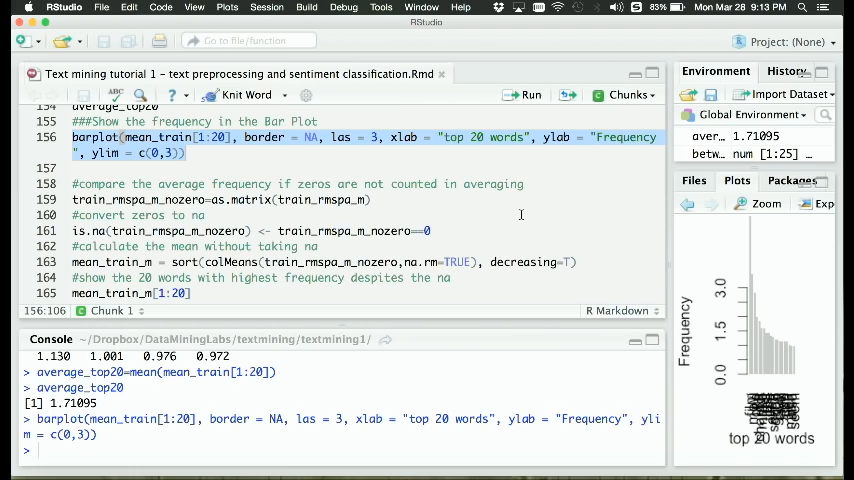 RStudio File Edit Code View Plots Session Build Debug Tools Window Help 83% Mon Mar 28 9:13 PM
RStudio
Go to file/function
Project: (None)
Text mining tutorial 1 - text preprocessing and sentiment classification.Rmd
ABC Knit Word Run Chunks
154 average_top20
155 ###Show the frequency in the Bar Plot
156 barplot(mean_train[1:20], border = NA, las = 3, xlab = "top 20 words", ylab = "Frequency
", ylim = c(0,3))
157
158 #compare the average frequency if zeros are not counted in averaging
159 train_rmspa_m_nozero=as.matrix(train_rmspa_m)
160 #convert zeros to na
161 is.na(train_rmspa_m_nozero) <- train_rmspa_m_nozero==0
162 #calculate the mean without taking na
163 mean_train_m = sort(colMeans(train_rmspa_m_nozero,na.rm=TRUE), decreasing=T)
164 #show the 20 words with highest frequency despites the na
165 mean_train_m[1:20]
156:106 Chunk 1 R Markdown
Console ~/Dropbox/DataMiningLabs/textmining/textmining1/
1.130 1.001 0.976 0.972
> average_top20=mean(mean_train[1:20])
> average_top20
[1] 1.71095
> barplot(mean_train[1:20], border = NA, las = 3, xlab = "top 20 words", ylab = "Frequency", yli
m = c(0,3))
>
Environment History
Import Dataset
Global Environment
aver… 1.71095
betw… num [1:25] …
Files Plots Packages
Zoom Exp
Frequency
3.0
1.5
0.0
top 20 words